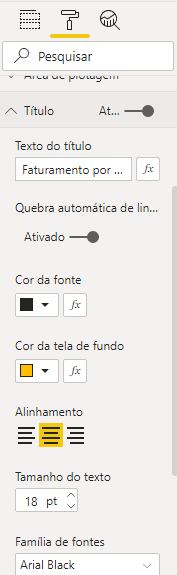 Pesquisar
Área de plotagem
Título At...
Texto do título
Faturamento por ... fx
Quebra automática de lin...
Ativado
Cor da fonte
fx
Cor da tela de fundo
fx
Alinhamento
Tamanho do texto
18 pt
Família de fontes
Arial Black